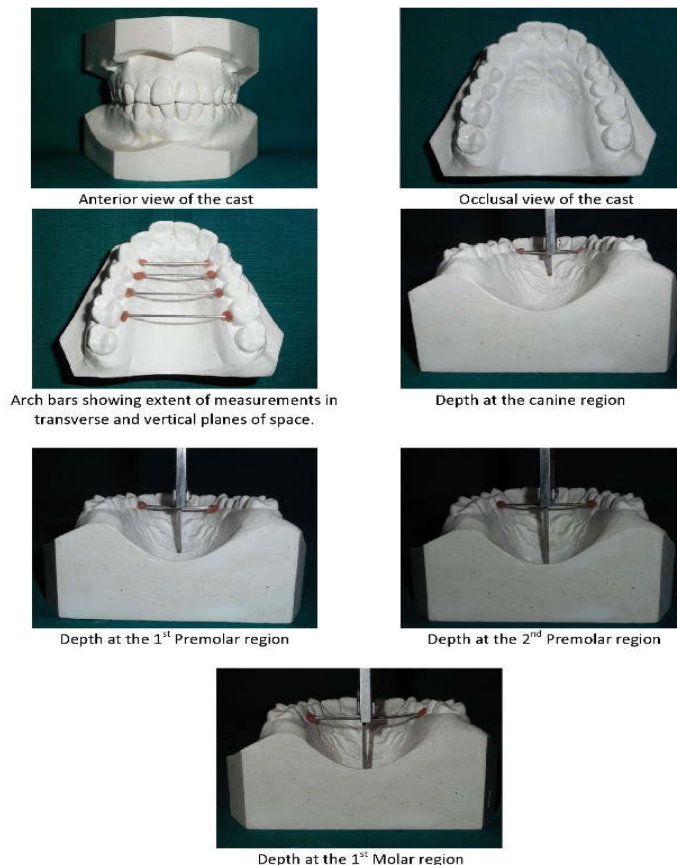 Anterior view of the cast
Occlusal view of the cast
Arch bars showing extent of measurements in
transverse and vertical planes of space.
Depth at the canine region
Depth at the 1st Premolar region
Depth at the 2nd Premolar region
Depth at the 1st Molar region